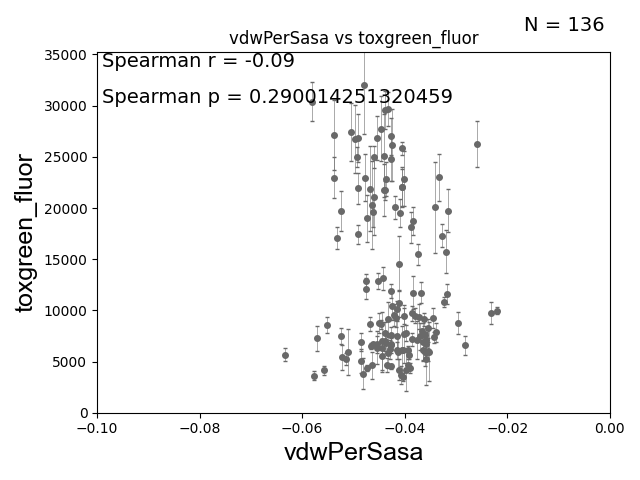 N = 136
vdwPerSasa vs toxgreen_fluor
Spearman r = -0.09
Spearman p = 0.290014251320459
35000
30000
25000
20000
15000
10000
5000
0
toxgreen_fluor
−0.10 −0.08 −0.06 −0.04 −0.02 0.00
vdwPerSasa